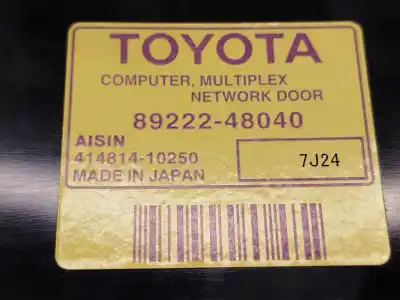 TOYOTA
COMPUTER, MULTIPLEX
NETWORK DOOR
89222-48040
AISIN
414814-10250
7J24
MADE IN JAPAN